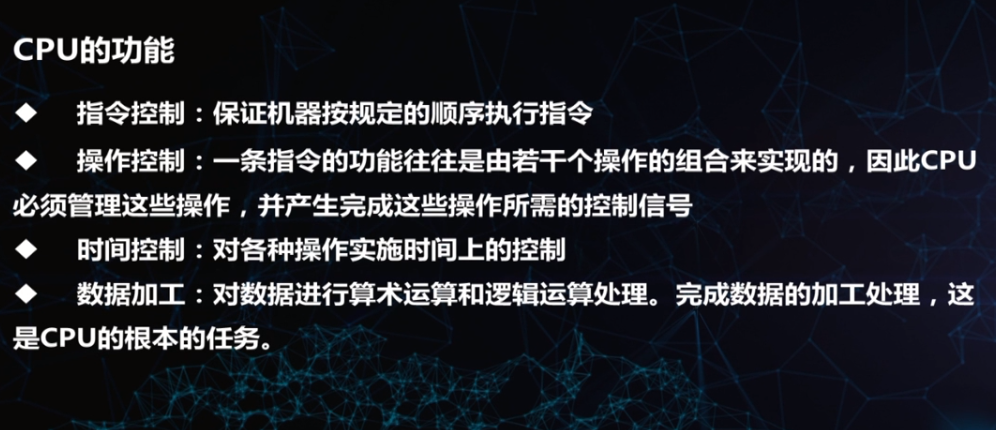 CPU的功能
◆ 指令控制：保证机器按规定的顺序执行指令
◆ 操作控制：一条指令的功能往往是由若干个操作的组合来实现的，因此CPU
必须管理这些操作，并产生完成这些操作所需的控制信号
◆ 时间控制：对各种操作实施时间上的控制
◆ 数据加工：对数据进行算术运算和逻辑运算处理。完成数据的加工处理，这
是CPU的根本的任务。